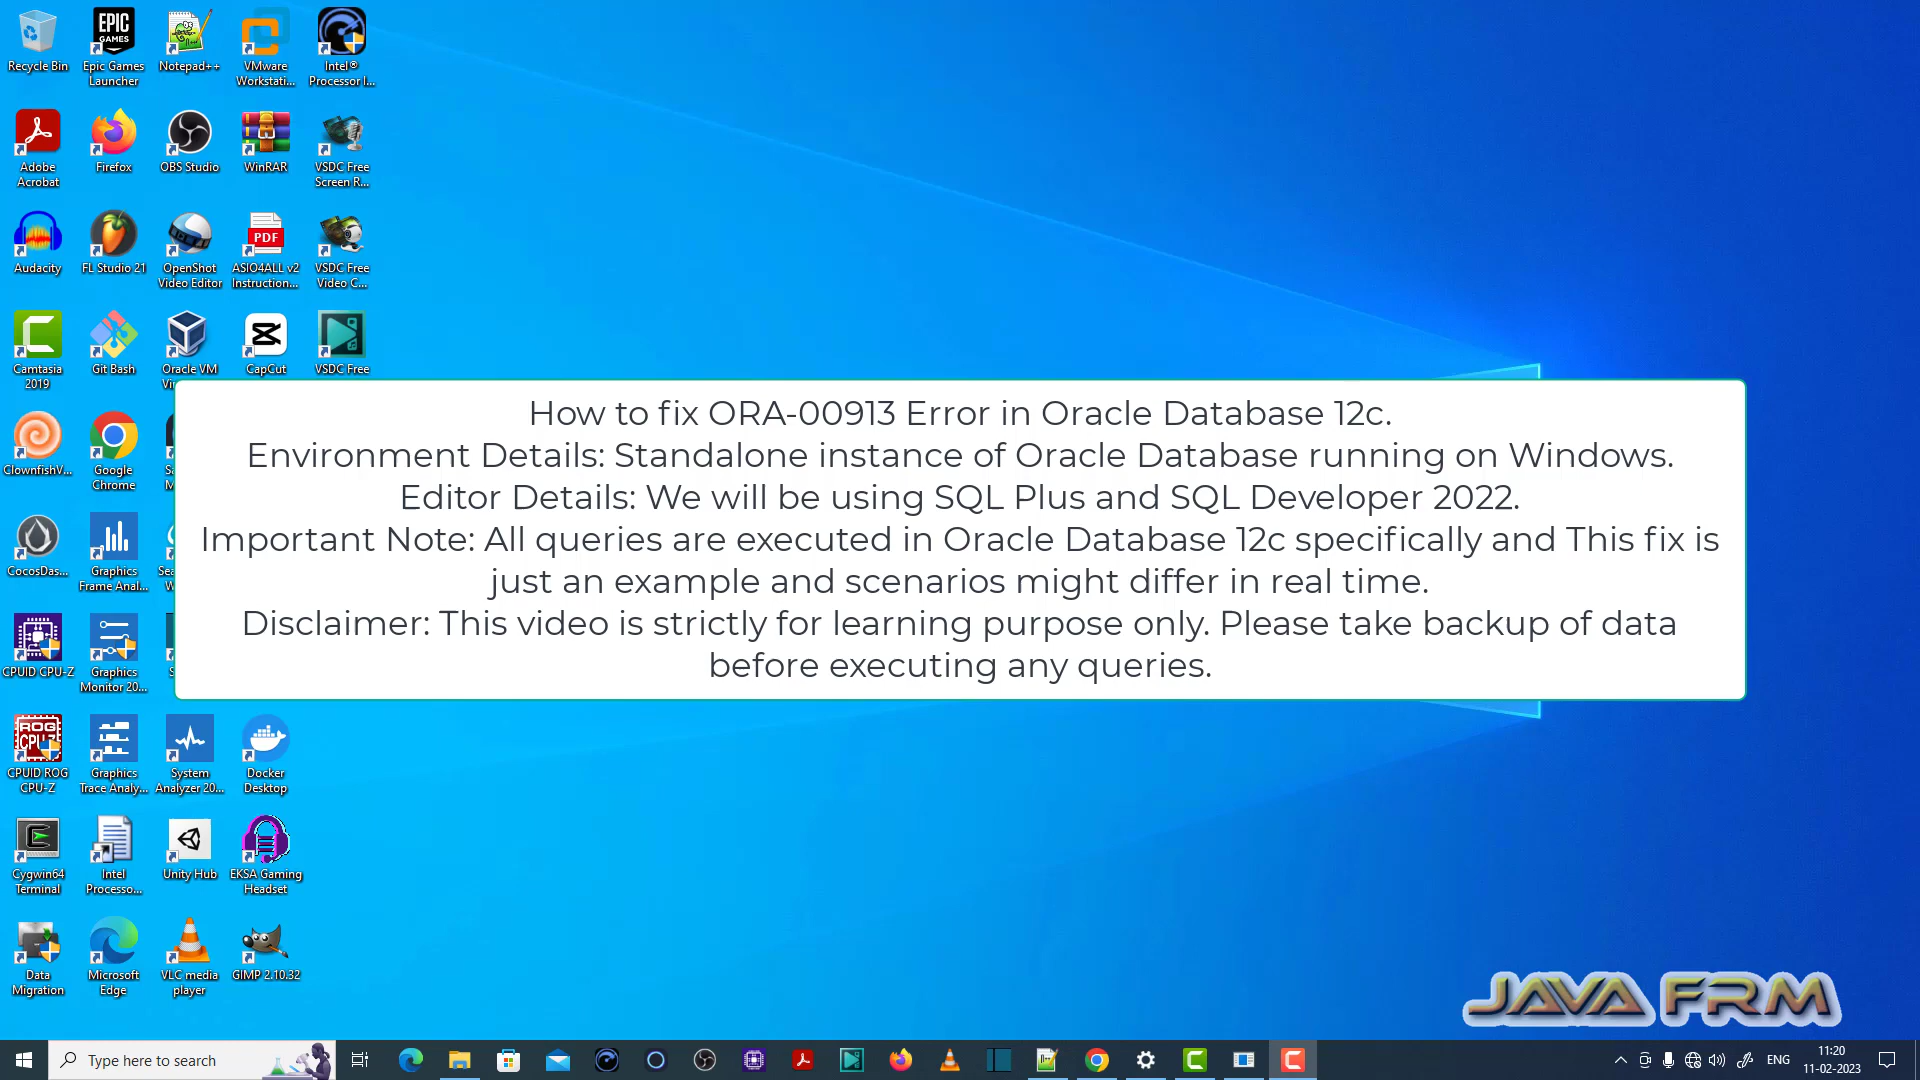 Recycle Bin
Epic Games
Launcher
Notepad++
VMware
Workstati...
Intel®
Processor I...
Adobe
Acrobat
Firefox
OBS Studio
WinRAR
VSDC Free
Screen R...
Audacity
FL Studio 21
OpenShot
Video Editor
ASIO4ALL v2
Instruction...
VSDC Free
Video C...
Camtasia
2019
Git Bash
Oracle VM
CapCut
VSDC Free
How to fix ORA-00913 Error in Oracle Database 12c.
Environment Details: Standalone instance of Oracle Database running on Windows.
Editor Details: We will be using SQL Plus and SQL Developer 2022.
Important Note: All queries are executed in Oracle Database 12c specifically and This fix is
just an example and scenarios might differ in real time.
Disclaimer: This video is strictly for learning purpose only. Please take backup of data
before executing any queries.
ClownfishV...
Google
Chrome
CocosDas...
Graphics
Frame Anal...
CPUID CPU-Z
Graphics
Monitor 20...
CPUID ROG
CPU-Z
Graphics
Trace Analy...
System
Analyzer 20...
Docker
Desktop
Cygwin64
Terminal
Intel
Processo...
Unity Hub
EKSA Gaming
Headset
Data
Migration
Microsoft
Edge
VLC media
player
GIMP 2.10.32
JAVA FRM
Type here to search
ENG
11:20
11-02-2023